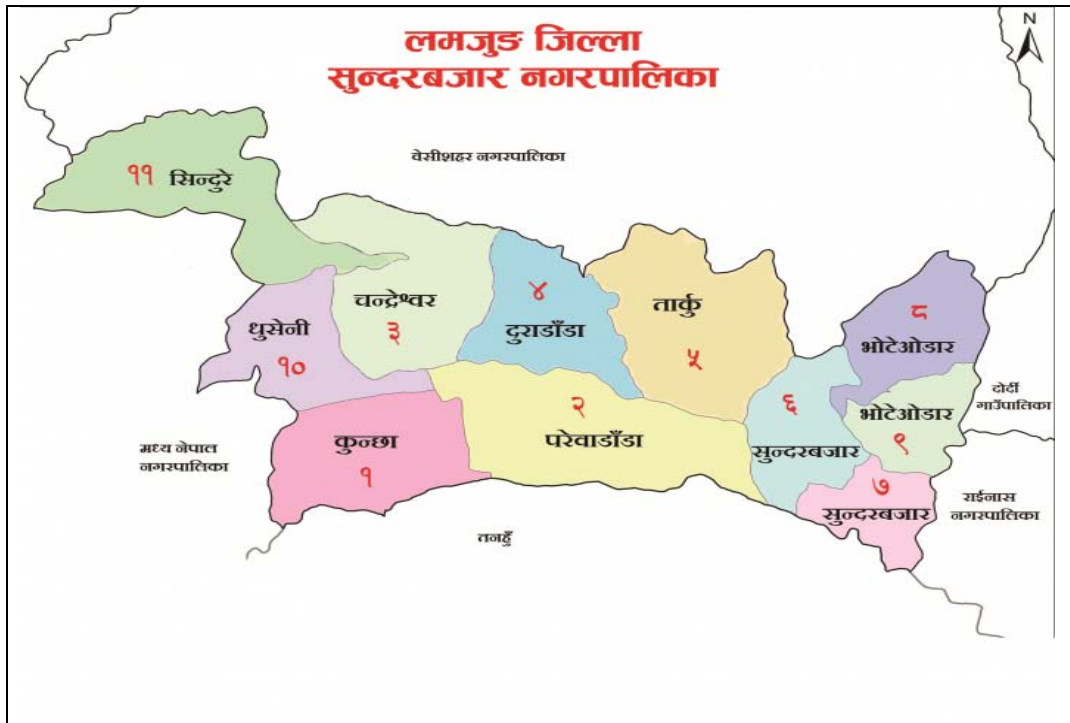 लमजुङ जिल्ला
सुन्दरबजार नगरपालिका
N
वेसीशहर नगरपालिका
११ सिन्दुरे
चन्द्रेश्वर
३
४
दुराडाँडा
तार्कु
५
८
भोटेओडार
धुसेनी
१०
६
सुन्दरबजार
भोटेओडार
९
दोर्दी
गाउँपालिका
२
परेवाडाँडा
मध्य नेपाल
नगरपालिका
कुन्छा
१
७
सुन्दरबजार
राईनास
नगरपालिका
तनहुँ